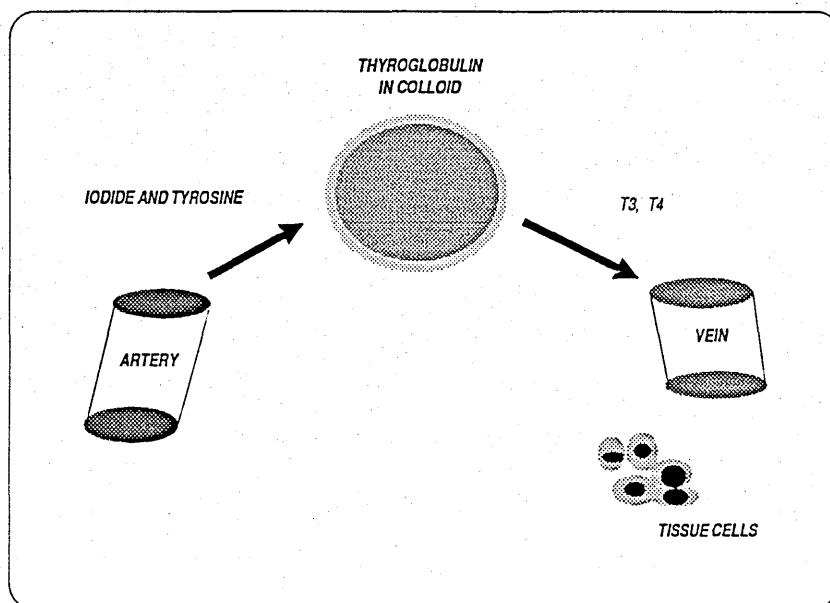 THYROGLOBULIN
IN COLLOID
IODIDE AND TYROSINE
T3, T4
ARTERY
VEIN
TISSUE CELLS